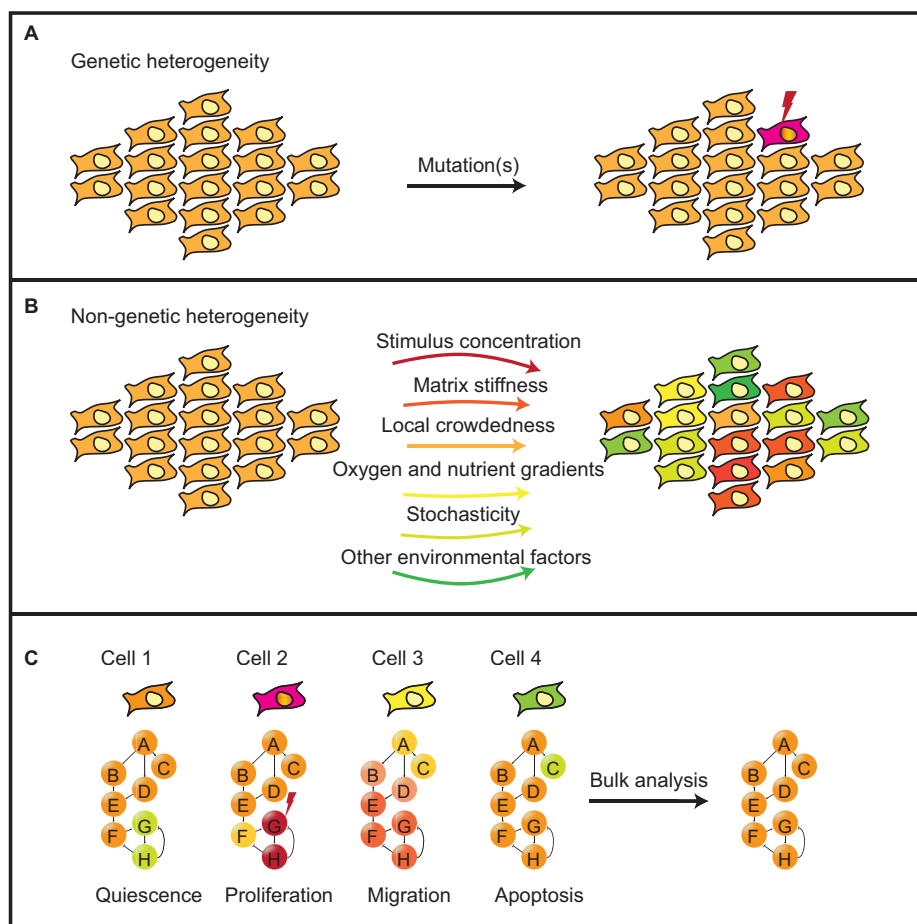 A
Genetic heterogeneity
Mutation(s)
B
Non-genetic heterogeneity
Stimulus concentration
Matrix stiffness
Local crowdedness
Oxygen and nutrient gradients
Stochasticity
Other environmental factors
C
Cell 1 Cell 2 Cell 3 Cell 4
A A A A A
B C B C B C B C B C
D D D D D
E E E E E
F G F G F G F G F G
H H H H H
Bulk analysis
Quiescence Proliferation Migration Apoptosis